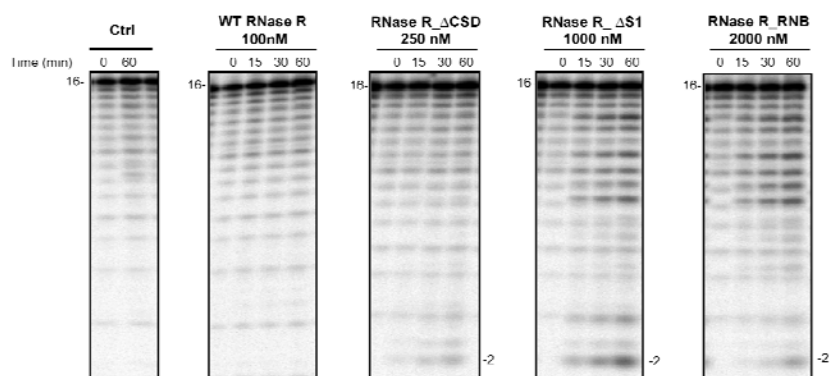 Ctrl
WT RNase R
100nM
RNase R_ΔCSD
250 nM
RNase R_ ΔS1
1000 nM
RNase R_RNB
2000 nM
Time (min) 0 60 0 15 30 60 0 15 30 60 0 15 30 60 0 15 30 60
16- 16- 16- 16 16-
-2 -2 -2